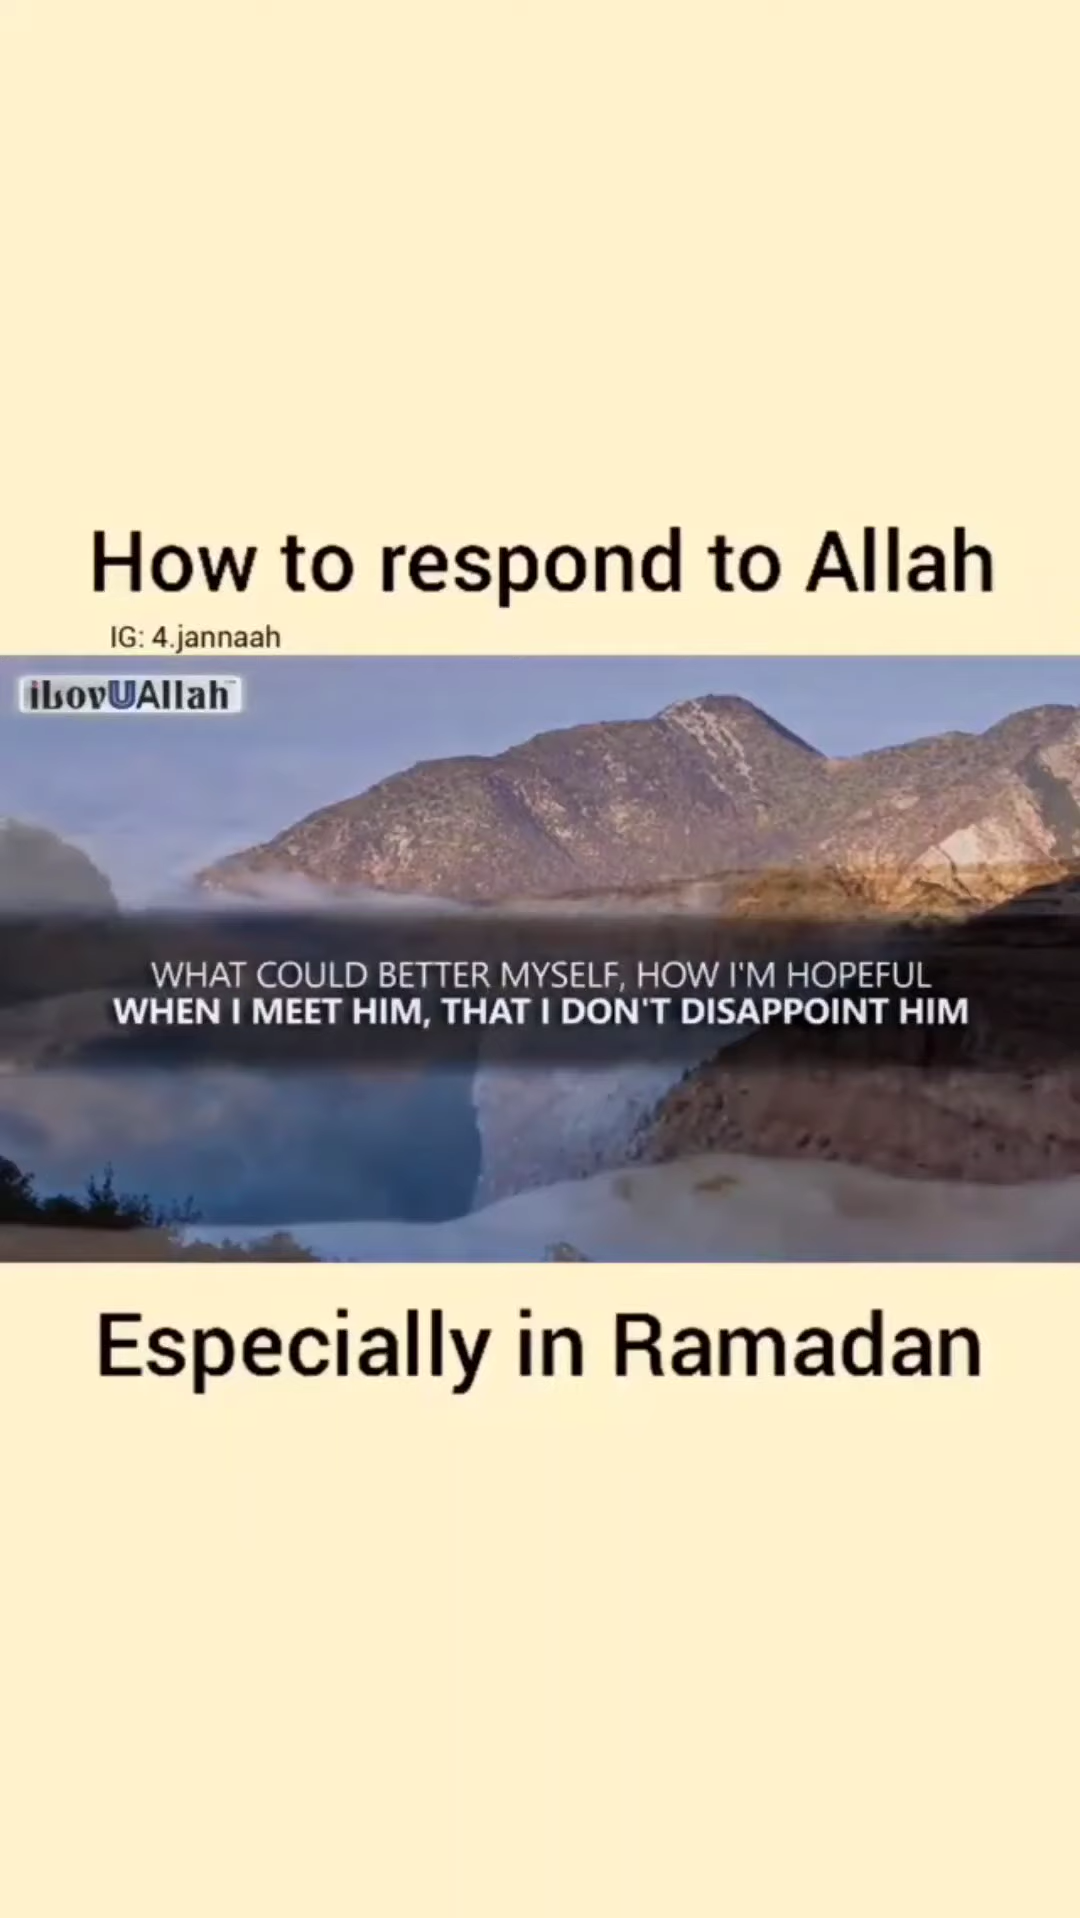 How to respond to Allah
IG: 4.jannaah
iLovUAllah™
WHAT COULD BETTER MYSELF, HOW I'M HOPEFUL
WHEN I MEET HIM, THAT I DON'T DISAPPOINT HIM
Especially in Ramadan